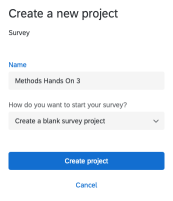 Create a new project
Survey
Name
Methods Hands On 3
How do you want to start your survey?
Create a blank survey project
Create project
Cancel